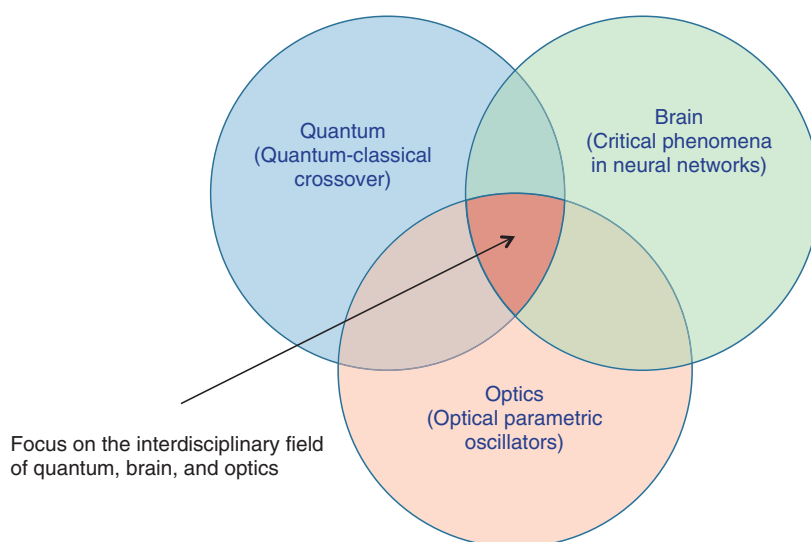 Quantum
(Quantum-classical
crossover)
Brain
(Critical phenomena
in neural networks)
Optics
(Optical parametric
oscillators)
Focus on the interdisciplinary field
of quantum, brain, and optics